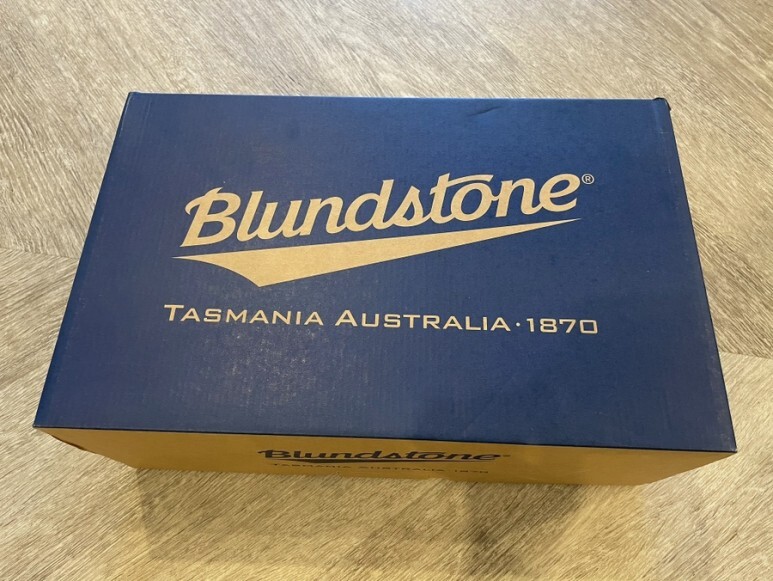 Blundstone®
TASMANIA AUSTRALIA · 1870
Blundstone®
TASMANIA AUSTRALIA · 1870